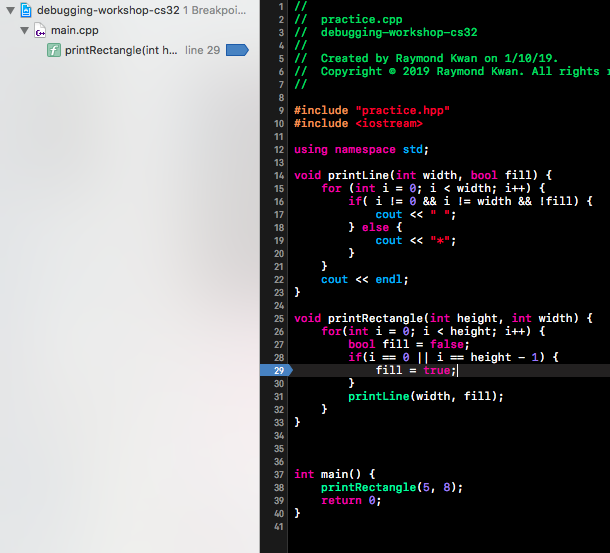 debugging-workshop-cs32 1 Breakpoi...
main.cpp
printRectangle(int h... line 29
1 //
2 // practice.cpp
3 // debugging-workshop-cs32
4 //
5 // Created by Raymond Kwan on 1/10/19.
6 // Copyright © 2019 Raymond Kwan. All rights
7 //
8
9 #include "practice.hpp"
10 #include <iostream>
11
12 using namespace std;
13
14 void printLine(int width, bool fill) {
15 for (int i = 0; i < width; i++) {
16 if( i != 0 && i != width && !fill) {
17 cout << " ";
18 } else {
19 cout << "*";
20 }
21 }
22 cout << endl;
23 }
24
25 void printRectangle(int height, int width) {
26 for(int i = 0; i < height; i++) {
27 bool fill = false;
28 if(i == 0 || i == height - 1) {
29 fill = true;
30 }
31 printLine(width, fill);
32 }
33 }
34
35
36
37 int main() {
38 printRectangle(5, 8);
39 return 0;
40 }
41